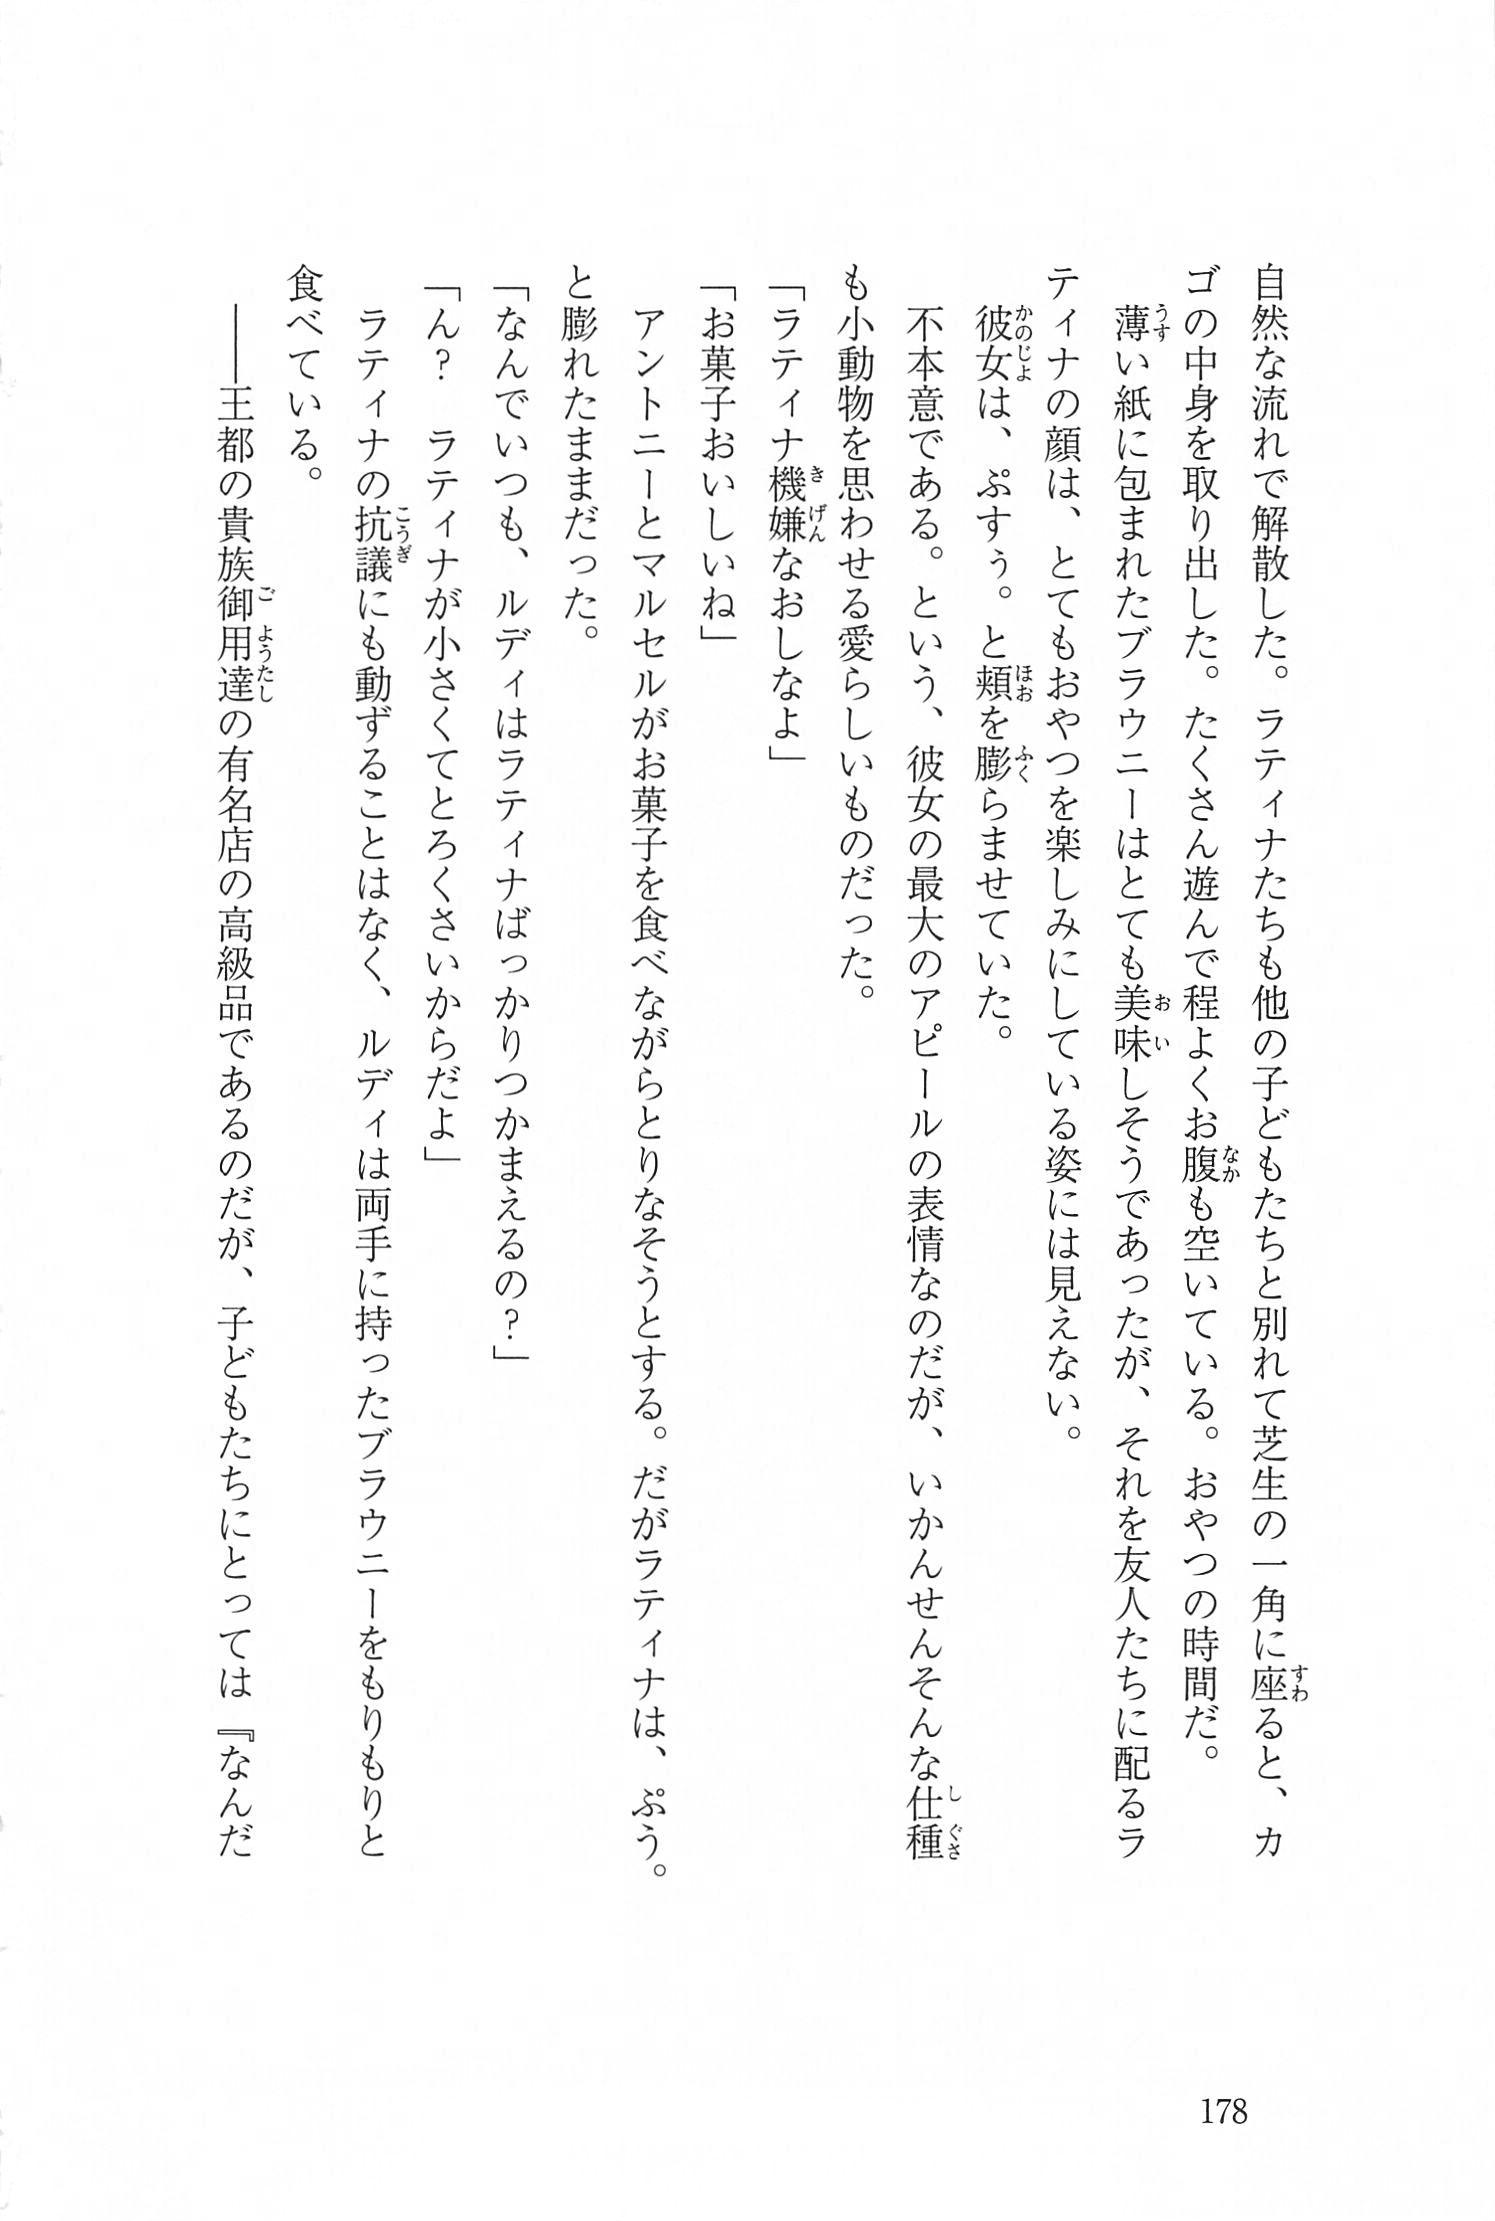 自然な流れで解散した。ラティナたちも他の子どもたちと別れて芝生の一角に座ると、カ
ゴの中身を取り出した。たくさん遊んで程よくお腹も空いている。おやつの時間だ。
　薄い紙に包まれたブラウニーはとても美味しそうであったが、それを友人たちに配るラ
ティナの顔は、とてもおやつを楽しみにしている姿には見えない。
　彼女は、ぷすぅ。と頬を膨らませていた。
　不本意である。という、彼女の最大のアピールの表情なのだが、いかんせんそんな仕種
も小動物を思わせる愛らしいものだった。
「ラティナ機嫌なおしなよ」
「お菓子おいしいね」
　アントニーとマルセルがお菓子を食べながらとりなそうとする。だがラティナは、ぷう。
と膨れたままだった。
「なんでいつも、ルディはラティナばっかりつかまえるの？」
「ん？　ラティナが小さくてとろくさいからだよ」
　ラティナの抗議にも動ずることはなく、ルディは両手に持ったブラウニーをもりもりと
食べている。
　――王都の貴族御用達の有名店の高級品であるのだが、子どもたちにとっては『なんだ
178